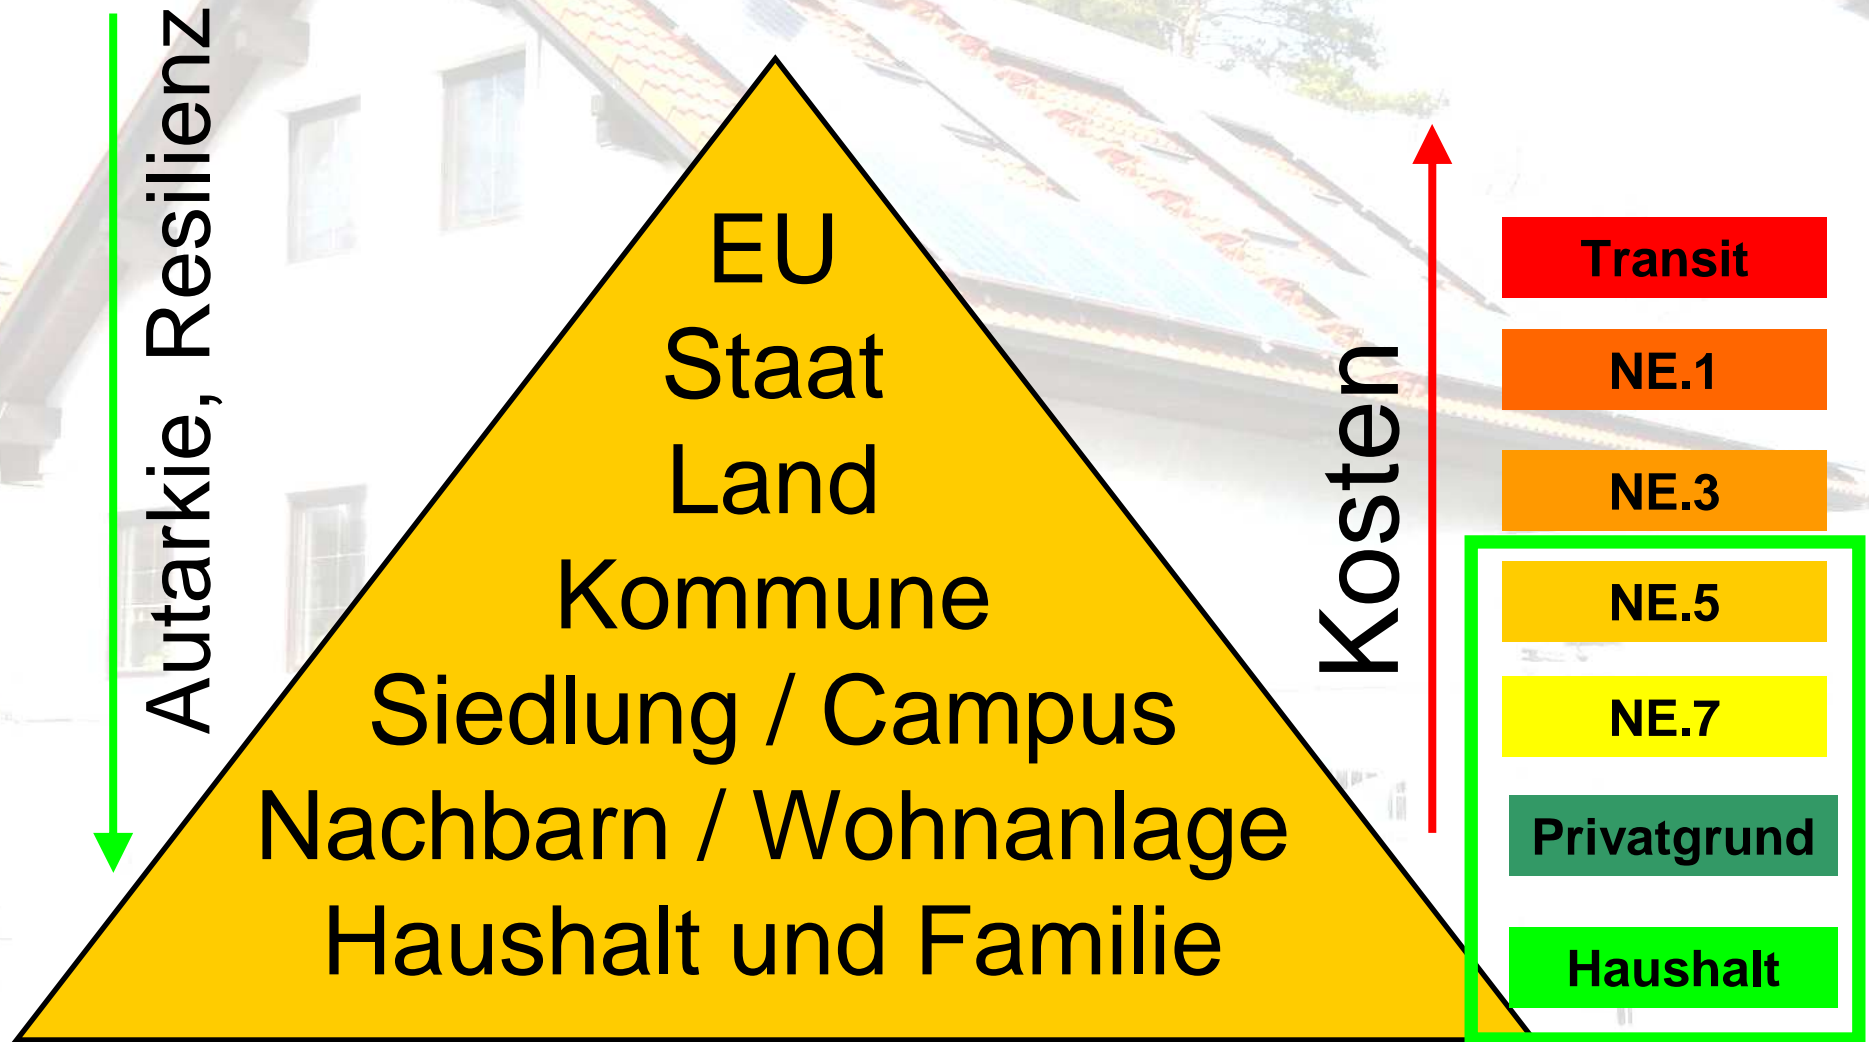 Autarkie, Resilienz
EU
Staat
Land
Kommune
Siedlung / Campus
Nachbarn / Wohnanlage
Haushalt und Familie
Kosten
Transit
NE.1
NE.3
NE.5
NE.7
Privatgrund
Haushalt